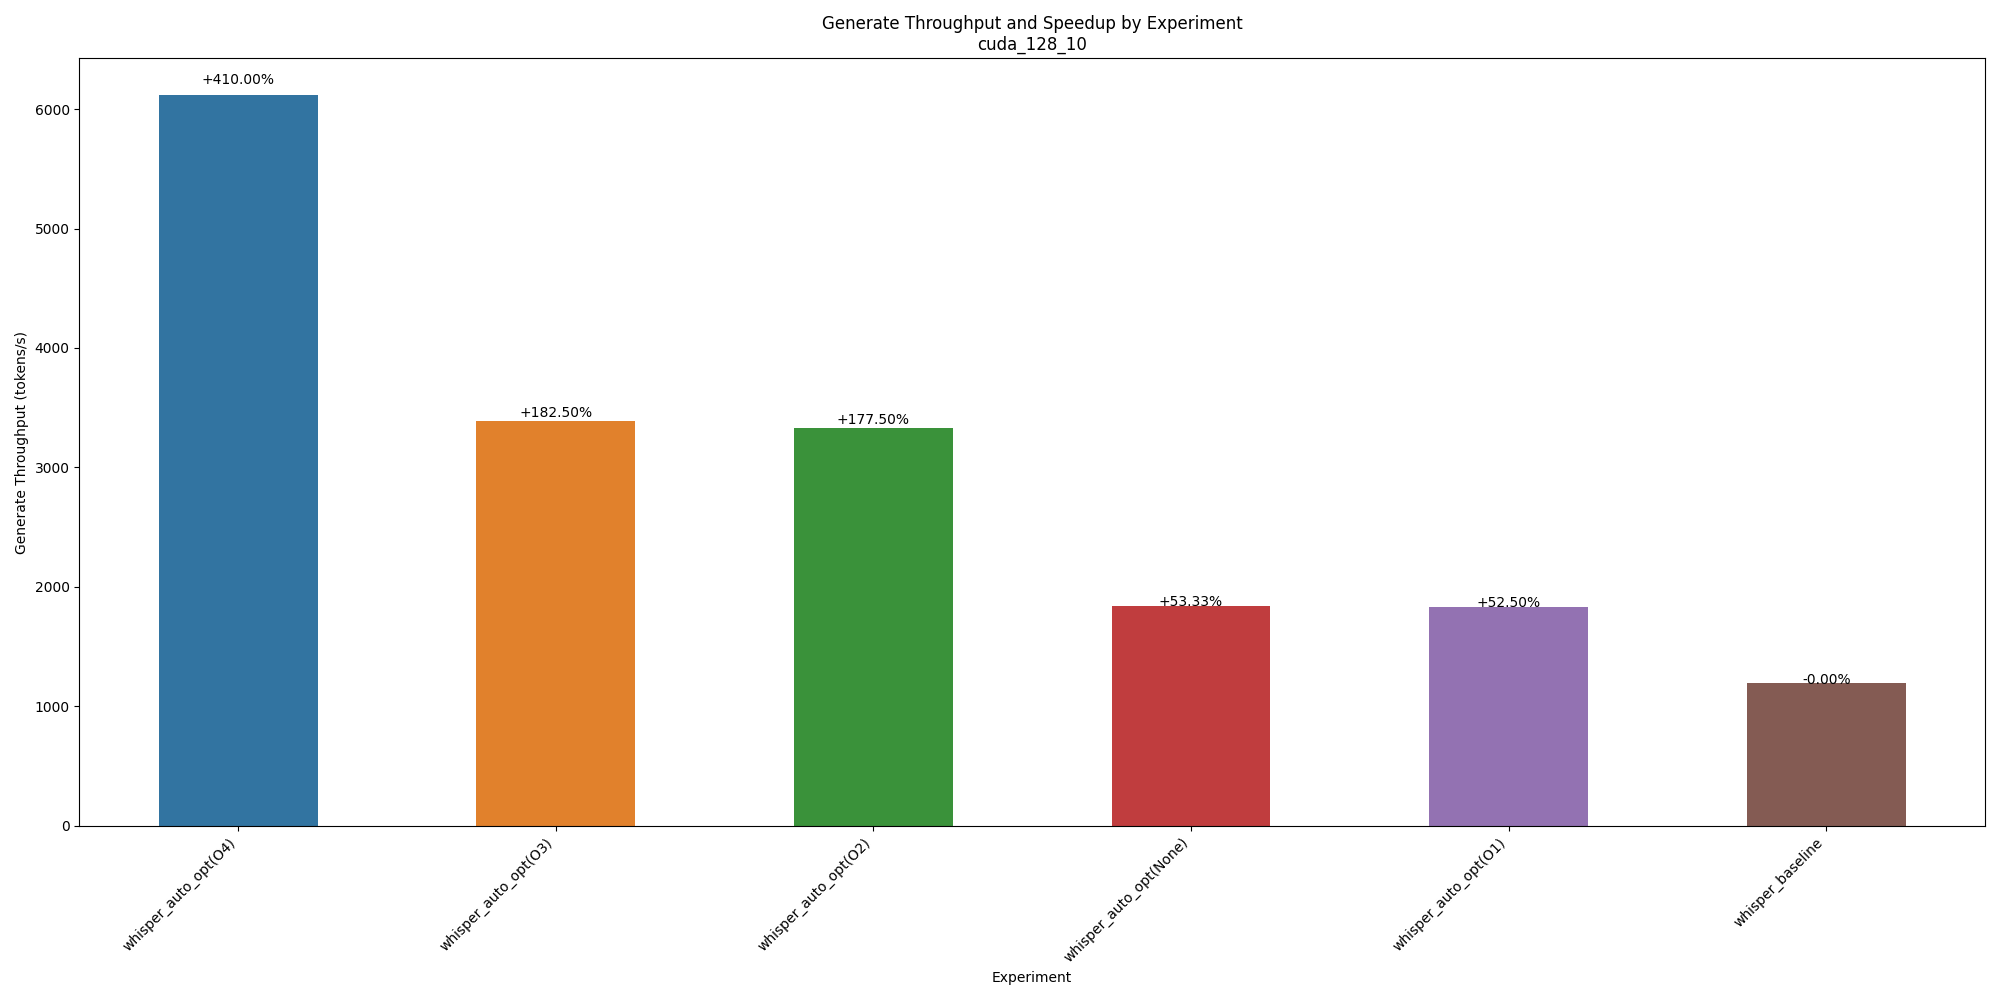 Generate Throughput and Speedup by Experiment
cuda_128_10
Generate Throughput (tokens/s)
6000
5000
4000
3000
2000
1000
0
+410.00%
+182.50%
+177.50%
+53.33%
+52.50%
-0.00%
whisper_auto_opt(O4)
whisper_auto_opt(O3)
whisper_auto_opt(O2)
whisper_auto_opt(None)
whisper_auto_opt(O1)
whisper_baseline
Experiment